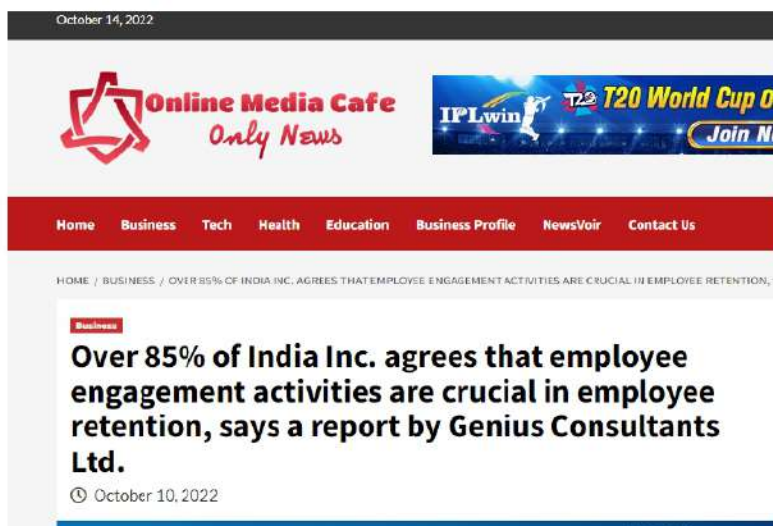 October 14, 2022
Online Media Cafe
Only News
IPLwin
T20
T20 World Cup
Join
Home Business Tech Health Education Business Profile NewsVoir Contact Us
HOME / BUSINESS / OVER 85% OF INDIA INC. AGREES THAT EMPLOYEE ENGAGEMENT ACTIVITIES ARE CRUCIAL IN EMPLOYEE RETENTION,
Business
Over 85% of India Inc. agrees that employee
engagement activities are crucial in employee
retention, says a report by Genius Consultants
Ltd.
October 10, 2022